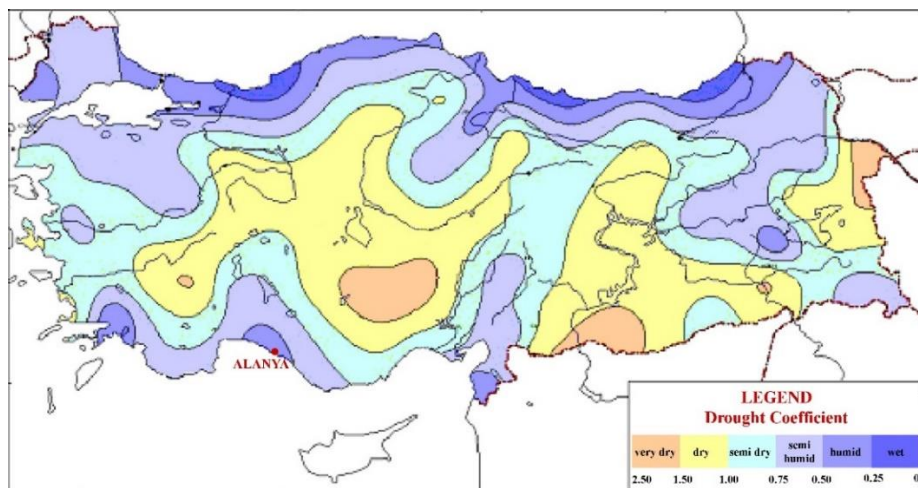 ALANYA
LEGEND
Drought Coefficient
very dry dry semi dry semi humid humid wet
2.50 1.50 1.00 0.75 0.50 0.25 0